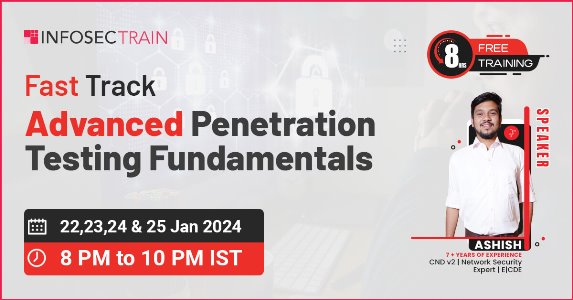 INFOSECTRAIN
8
HRS
FREE
TRAINING
Fast Track
Advanced Penetration
Testing Fundamentals
22,23,24 & 25 Jan 2024
8 PM to 10 PM IST
SPEAKER
ASHISH
7+ YEARS OF EXPERIENCE
CND v2 | Network Security
Expert | E|CDE